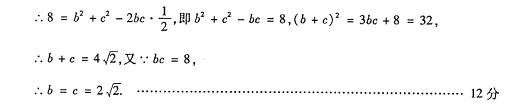 ∴ 8 = b² + c² − 2bc · 1/2, 即 b² + c² − bc = 8, (b + c)² = 3bc + 8 = 32,
∴ b + c = 4√2, 又 ∵ bc = 8,
∴ b = c = 2√2. ………………………………………………………… 12 分